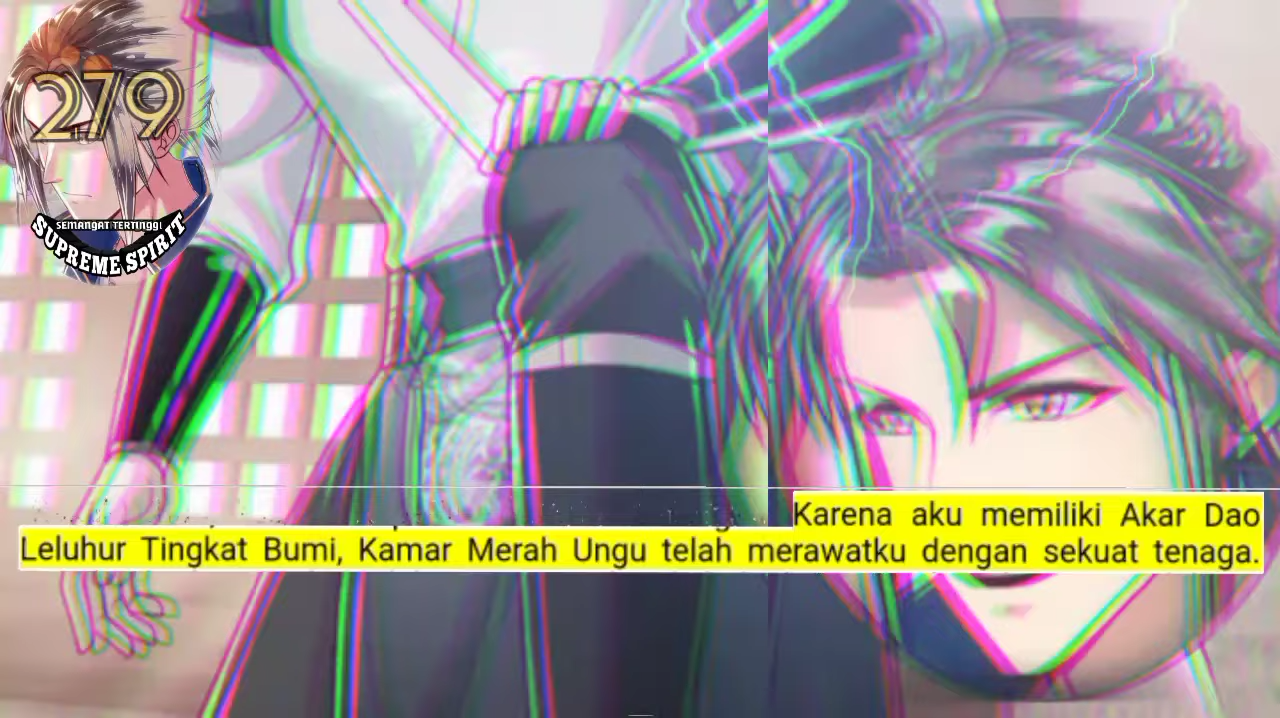 279
SEMANGAT TERTINGGI
SUPREME SPIRIT
Karena aku memiliki Akar Dao
Leluhur Tingkat Bumi, Kamar Merah Ungu telah merawatku dengan sekuat tenaga.